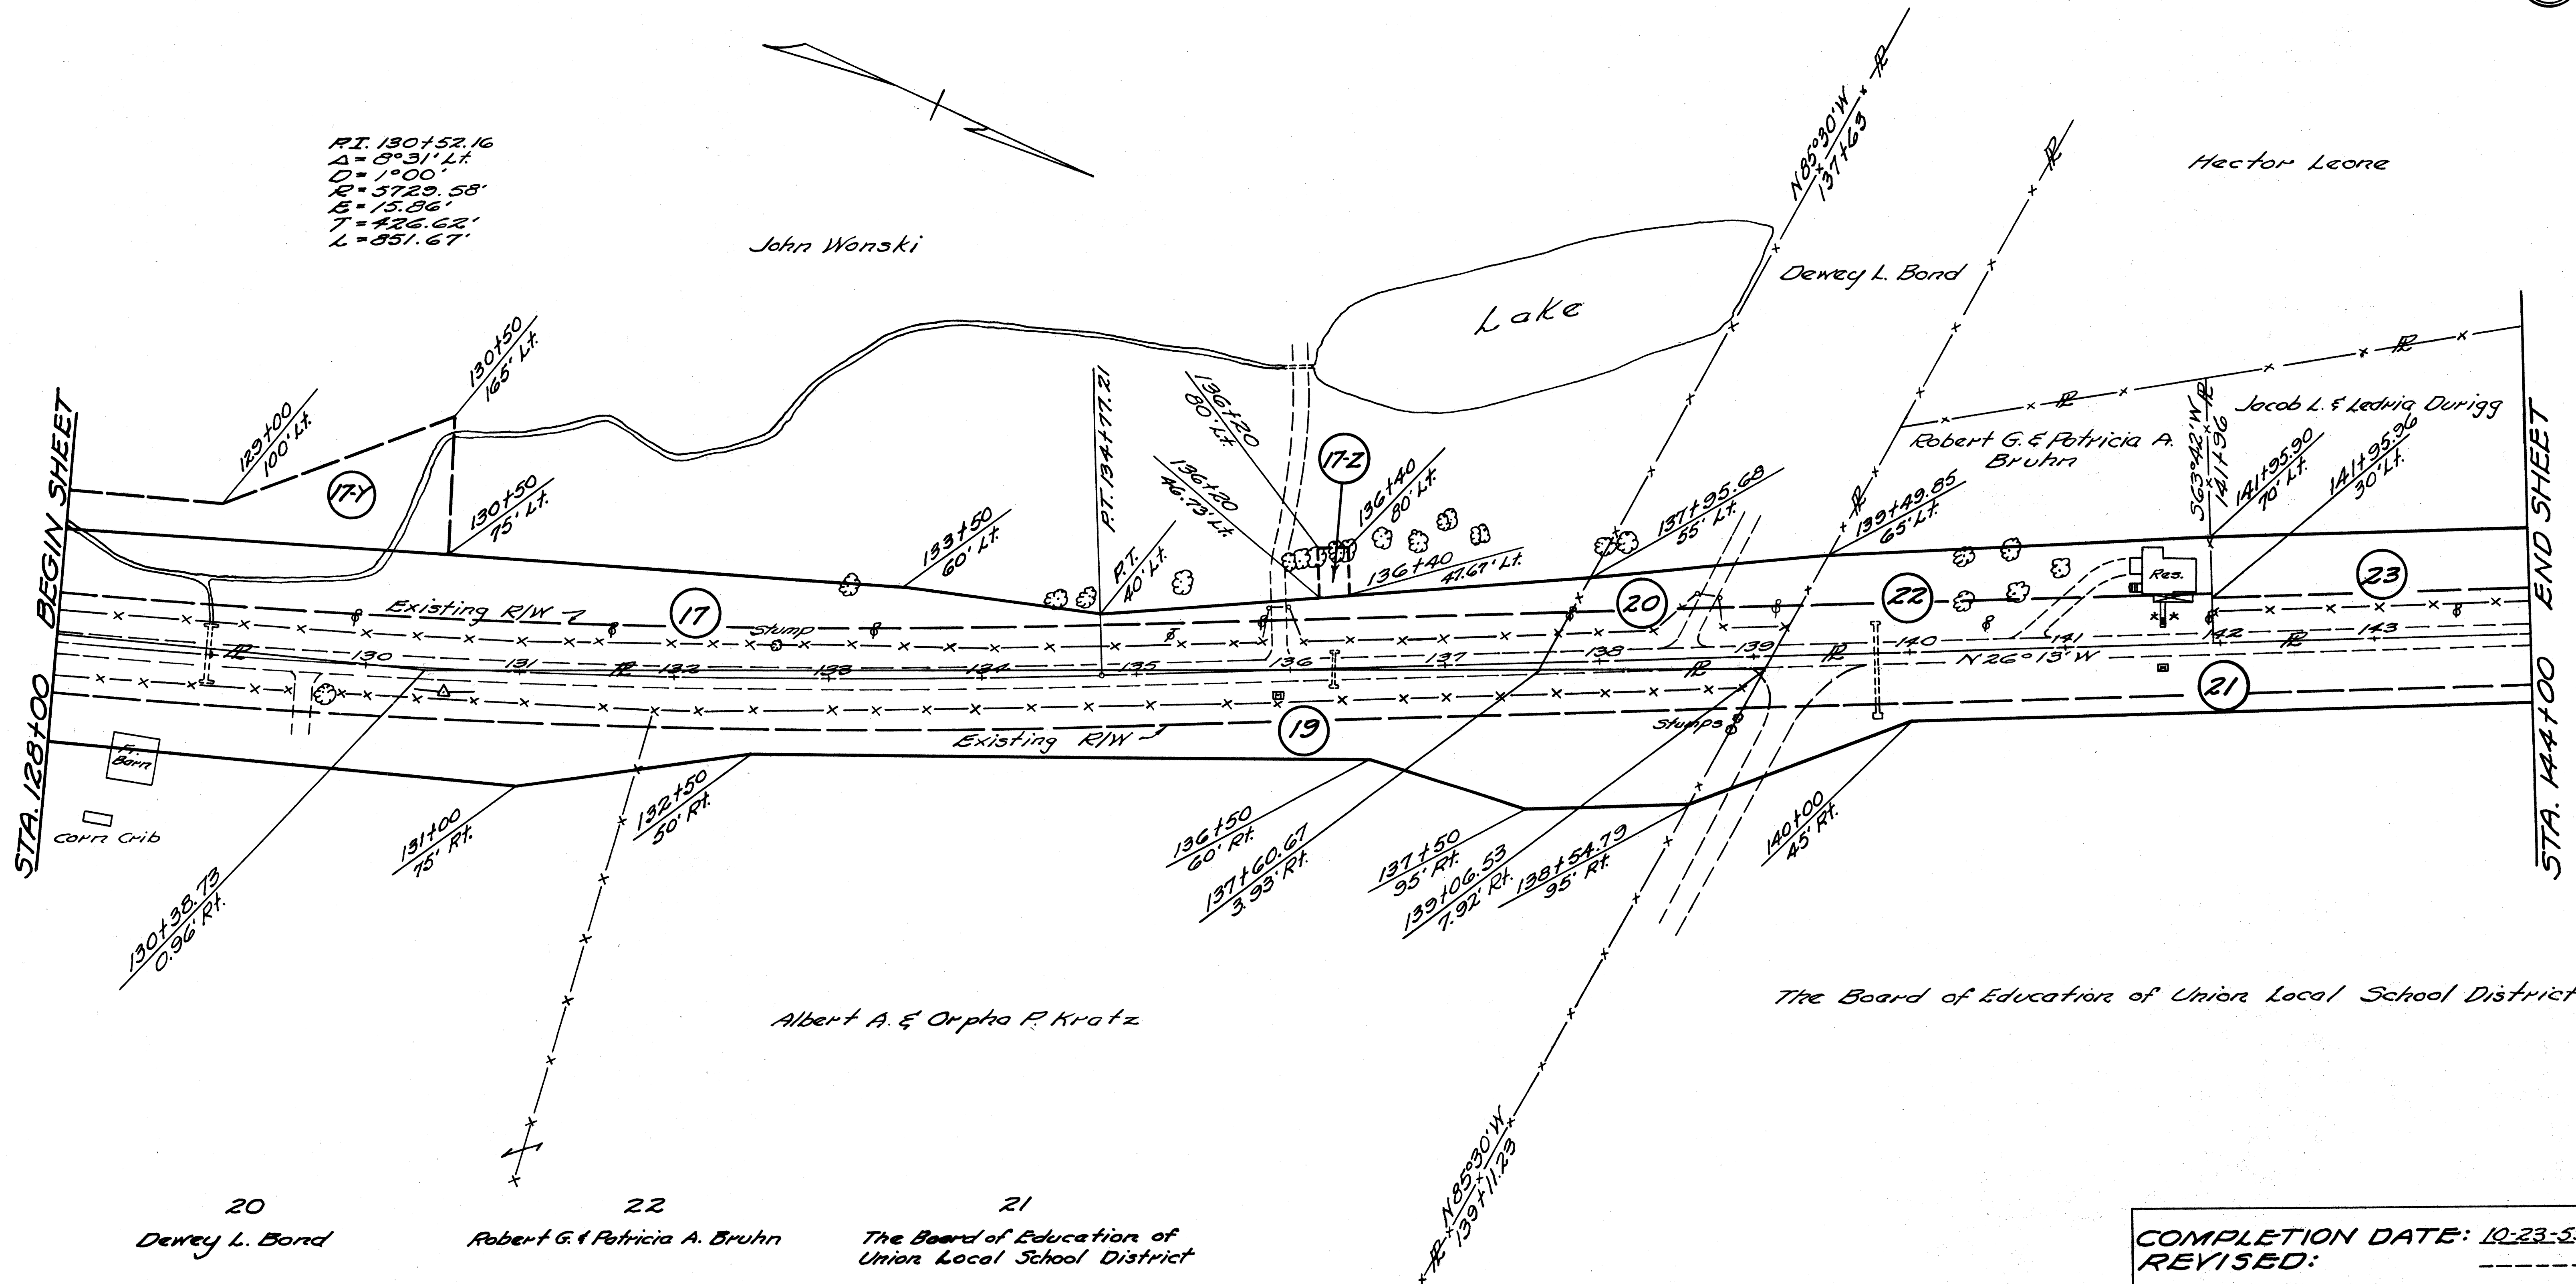 P.I. 130+52.16
Δ = 8°31' Lt.
D = 1°00'
R = 5729.58'
E = 15.86'
T = 426.62'
L = 851.67'
John Wonski
Lake
N85°30'W
137+63
Dewey L. Bond
Hector Leone
Robert G. & Patricia A.
Bruhn
Jacob L. & Ledria Durigg
S63°42'W
141+96
141+95.90
70' Lt.
141+95.96
30' Lt.
STA. 128+00 BEGIN SHEET
129+00
100' Lt.
17-Y
130+50
165' Lt.
130+50
75' Lt.
133+50
60' Lt.
P.T. 134+77.21
P.T.
40' Lt.
136+20
80' Lt.
136+20
46.73' Lt.
17-Z
136+40
80' Lt.
136+40
47.67' Lt.
137+95.68
55' Lt.
139+49.85
65' Lt.
Existing R/W
17
Stump
20
22
Res.
23
130 131 132 133 134 135 136 137 138 139 140 141 142 143
N 26°13' W
Existing R/W
19
Stumps
21
STA. 144+00 END SHEET
Fr.
Barn
Corn Crib
130+38.73
0.96' Rt.
131+00
75' Rt.
132+50
50' Rt.
136+50
60' Rt.
137+60.67
3.93' Rt.
137+50
95' Rt.
139+06.53
7.92' Rt.
138+54.79
95' Rt.
140+00
45' Rt.
Albert A. & Orpha P. Kratz
The Board of Education of Union Local School District
N85°30'W
139+11.23
20
Dewey L. Bond
22
Robert G. & Patricia A. Bruhn
21
The Board of Education of
Union Local School District
COMPLETION DATE: 10-23-5
REVISED: